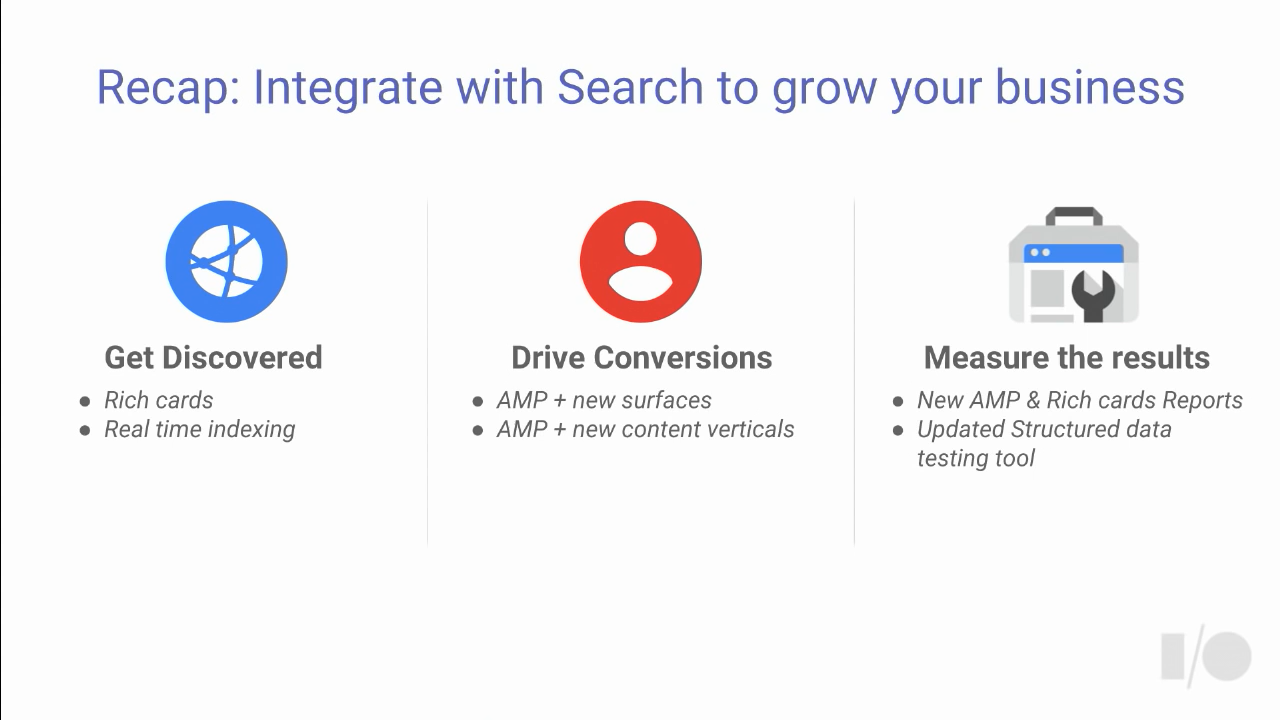 Recap: Integrate with Search to grow your business
Get Discovered
● Rich cards
● Real time indexing
Drive Conversions
● AMP + new surfaces
● AMP + new content verticals
Measure the results
● New AMP & Rich cards Reports
● Updated Structured data
testing tool
I/O